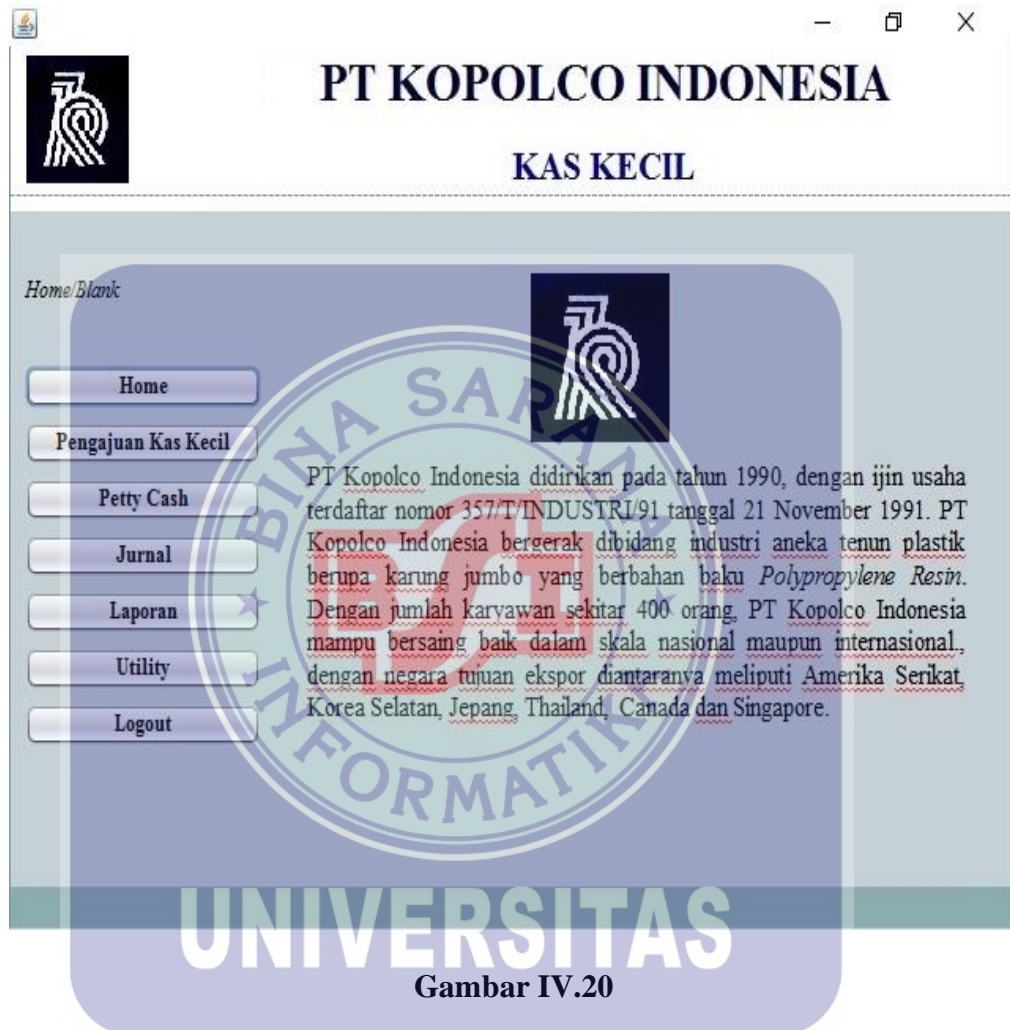 PT KOPOLCO INDONESIA
KAS KECIL
Home/Blank
Home
Pengajuan Kas Kecil
Petty Cash
Jurnal
Laporan
Utility
Logout
PT Kopolco Indonesia didirikan pada tahun 1990, dengan ijin usaha
terdaftar nomor 357/T/INDUSTRI/91 tanggal 21 November 1991. PT
Kopolco Indonesia bergerak dibidang industri aneka tenun plastik
berupa karung jumbo yang berbahan baku Polypropylene Resin.
Dengan jumlah karyawan sekitar 400 orang, PT Kopolco Indonesia
mampu bersaing baik dalam skala nasional maupun internasional.,
dengan negara tujuan ekspor diantaranya meliputi Amerika Serikat,
Korea Selatan, Jepang, Thailand, Canada dan Singapore.
BINA SARANA
INFORMATIKA
BSI
UNIVERSITAS
Gambar IV.20